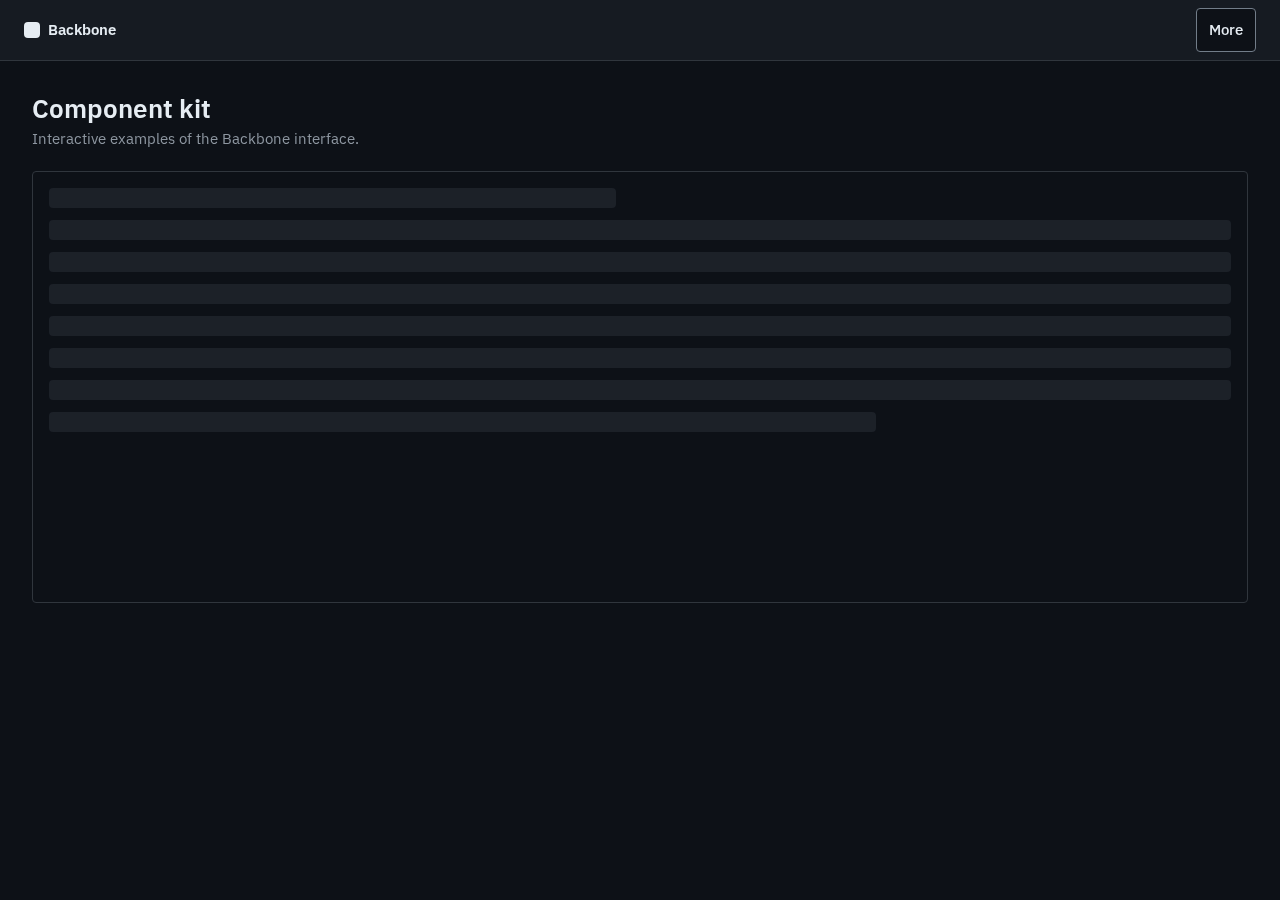 Backbone
More
Component kit
Interactive examples of the Backbone interface.